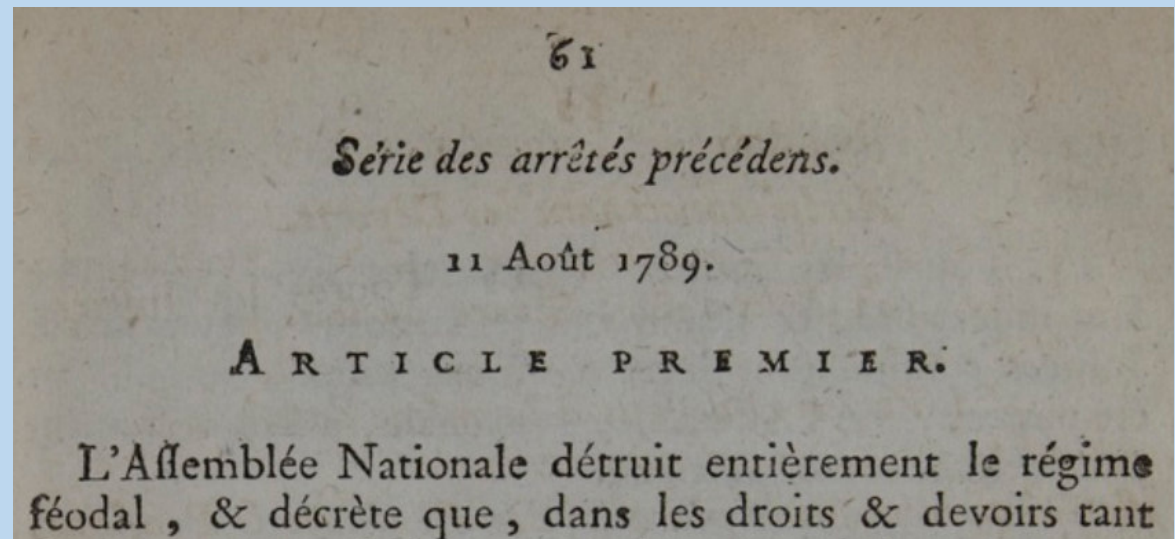 61
Série des arrêtés précédens.
11 Août 1789.
ARTICLE PREMIER.
L'Aſſemblée Nationale détruit entièrement le régime
féodal , & décrète que , dans les droits & devoirs tant